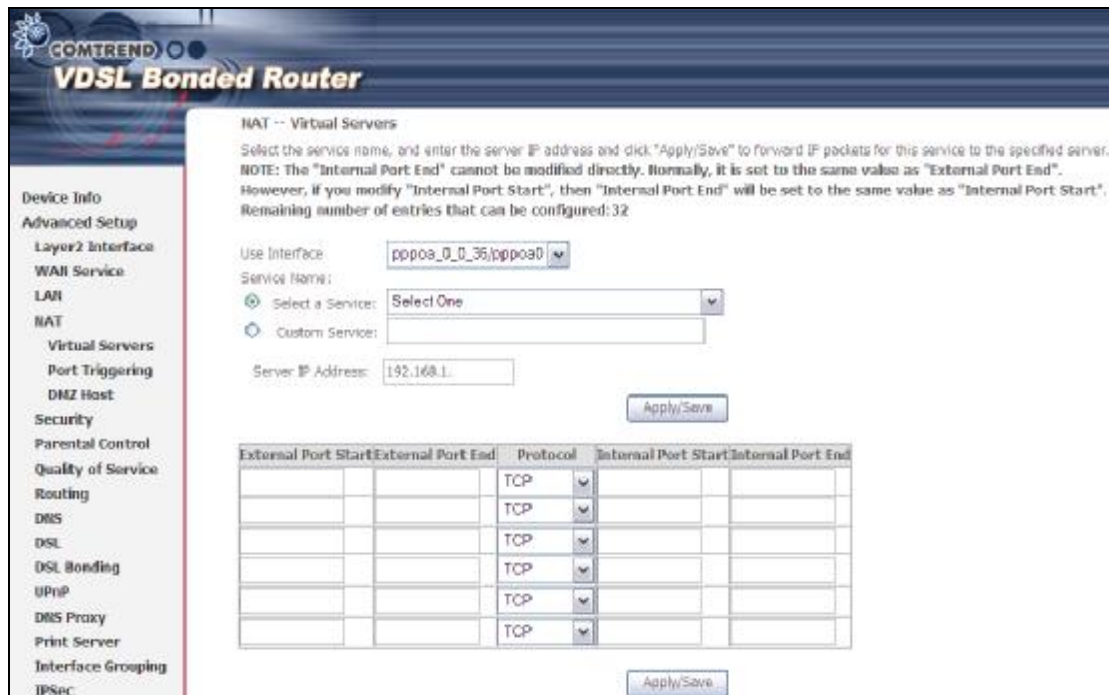 COMTREND
VDSL Bonded Router
Device Info
Advanced Setup
Layer2 Interface
WAN Service
LAN
NAT
Virtual Servers
Port Triggering
DMZ Host
Security
Parental Control
Quality of Service
Routing
DNS
DSL
DSL Bonding
UPnP
DNS Proxy
Print Server
Interface Grouping
IPSec
NAT -- Virtual Servers
Select the service name, and enter the server IP address and click "Apply/Save" to forward IP packets for this service to the specified server.
NOTE: The "Internal Port End" cannot be modified directly. Normally, it is set to the same value as "External Port End".
However, if you modify "Internal Port Start", then "Internal Port End" will be set to the same value as "Internal Port Start".
Remaining number of entries that can be configured:32
Use Interface pppoa_0_0_35/pppoa0
Service Name:
Select a Service: Select One
Custom Service:
Server IP Address: 192.168.1.
Apply/Save
External Port Start External Port End Protocol Internal Port Start Internal Port End
TCP
TCP
TCP
TCP
TCP
TCP
Apply/Save